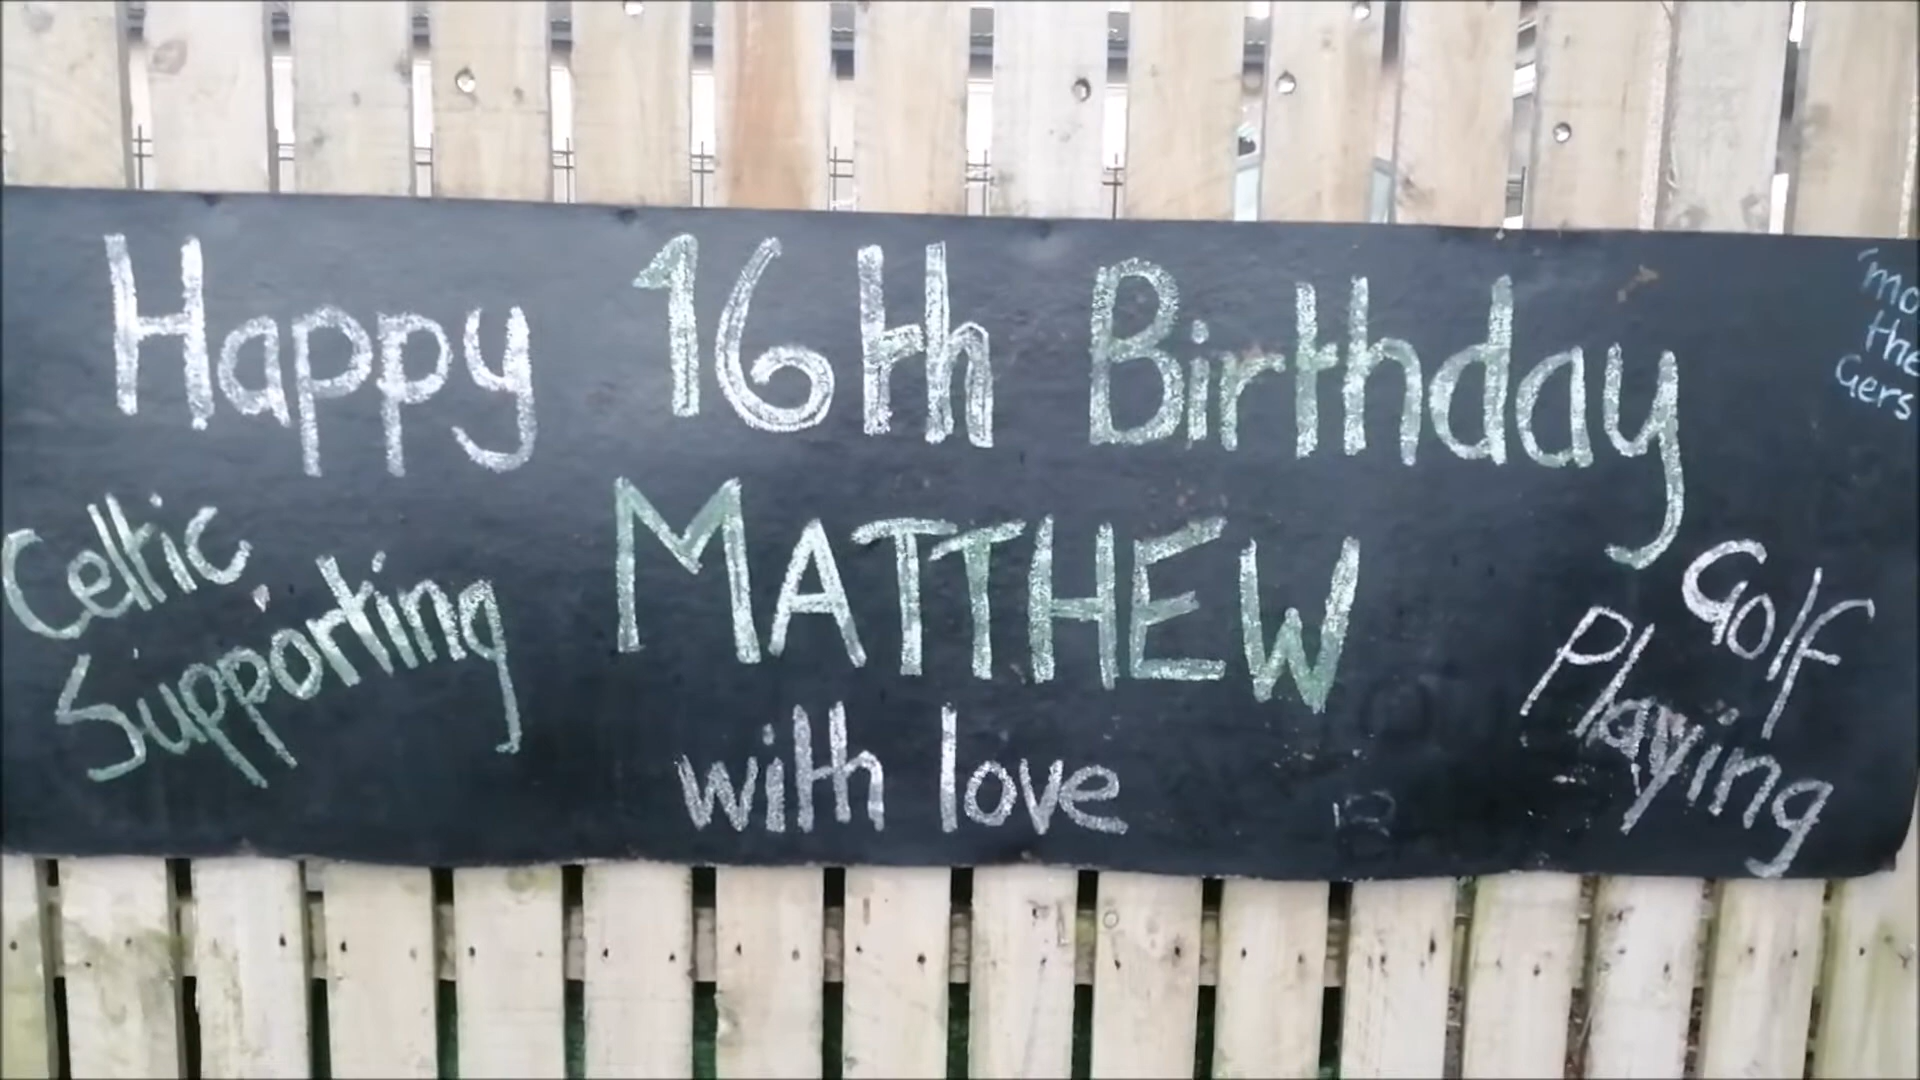 Happy 16th Birthday
MATTHEW
with love
Celtic
Supporting
Golf
Playing
the
Gers